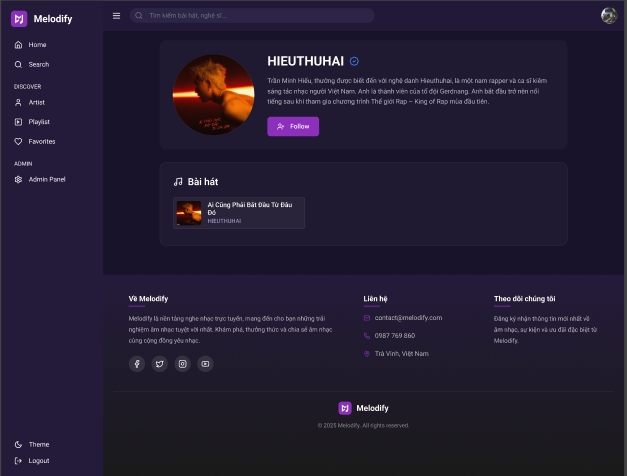 Melodify
Tìm kiếm bài hát, nghệ sĩ...
Home
Search
DISCOVER
Artist
Playlist
Favorites
ADMIN
Admin Panel
Theme
Logout
HIEUTHUHAI
Trần Minh Hiếu, thường được biết đến với nghệ danh Hieuthuhai, là một nam rapper và ca sĩ kiêm
sáng tác nhạc người Việt Nam. Anh là thành viên của tổ đội Gerdnang. Anh bắt đầu trở nên nổi
tiếng sau khi tham gia chương trình Thế giới Rap – King of Rap mùa đầu tiên.
Follow
Bài hát
Ai Cũng Phải Bắt Đầu Từ Đâu
Đó
HIEUTHUHAI
Về Melodify
Melodify là nền tảng nghe nhạc trực tuyến, mang đến cho bạn những trải
nghiệm âm nhạc tuyệt vời nhất. Khám phá, thưởng thức và chia sẻ âm nhạc
cùng cộng đồng yêu nhạc.
Liên hệ
contact@melodify.com
0987 769 860
Trà Vinh, Việt Nam
Theo dõi chúng tôi
Đăng ký nhận thông tin mới nhất về
âm nhạc, sự kiện và ưu đãi đặc biệt từ
Melodify.
Melodify
© 2025 Melodify. All rights reserved.